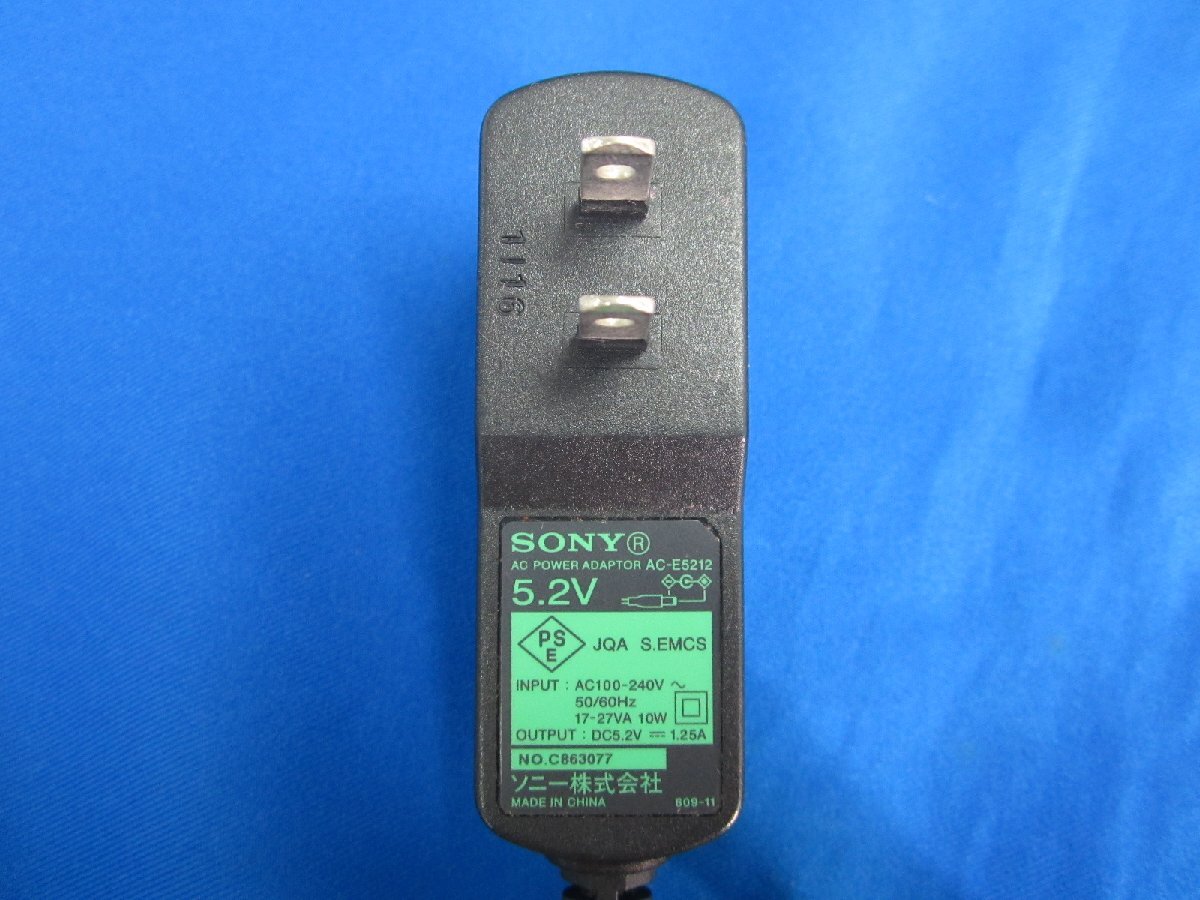 1116
SONY®
AC POWER ADAPTOR AC-E5212
5.2V
PS
E
JQA S.EMCS
INPUT : AC100-240V ～
50/60Hz
17-27VA 10W
OUTPUT : DC5.2V ⎓ 1.25A
NO.C863077
ソニー株式会社
MADE IN CHINA 809-11